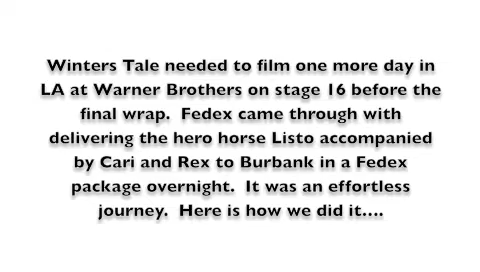 Winters Tale needed to film one more day in
LA at Warner Brothers on stage 16 before the
final wrap.  Fedex came through with
delivering the hero horse Listo accompanied
by Cari and Rex to Burbank in a Fedex
package overnight.  It was an effortless
journey.  Here is how we did it....